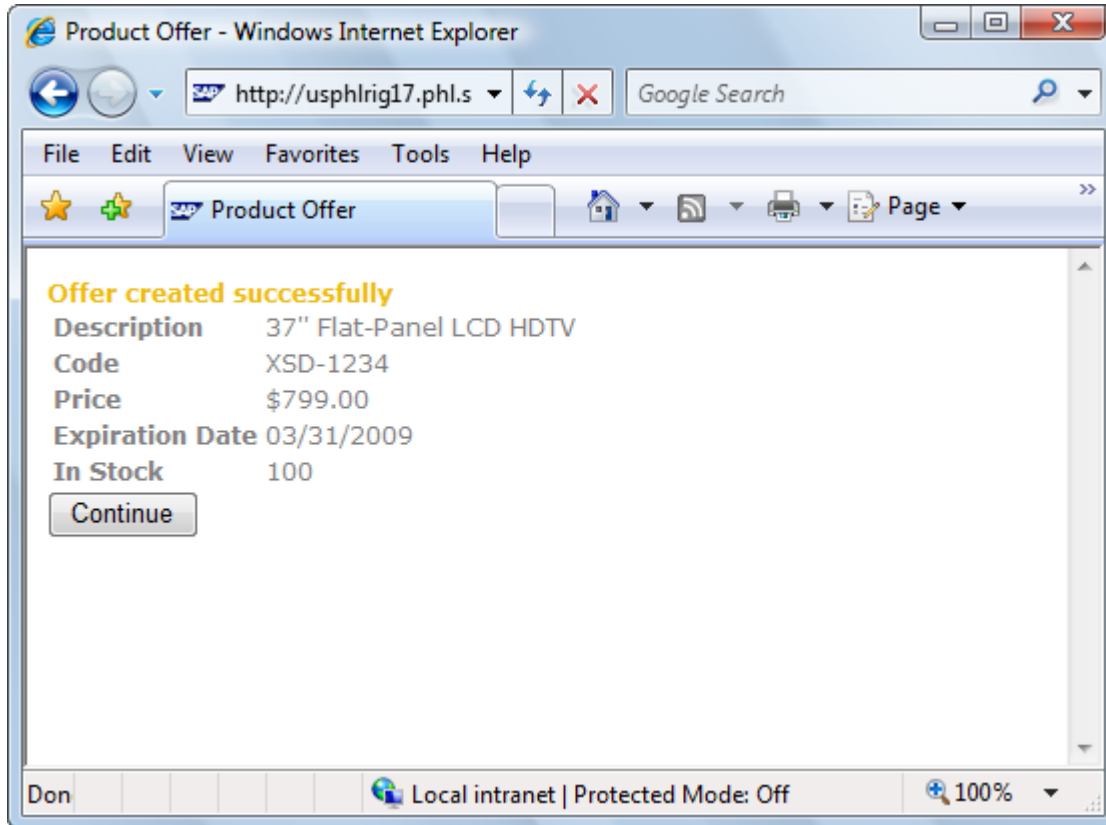 Product Offer - Windows Internet Explorer
SAP http://usphlrig17.phl.s Google Search
File Edit View Favorites Tools Help
SAP Product Offer Page
Offer created successfully
Description 37" Flat-Panel LCD HDTV
Code XSD-1234
Price $799.00
Expiration Date 03/31/2009
In Stock 100
Continue
Don Local intranet | Protected Mode: Off 100%